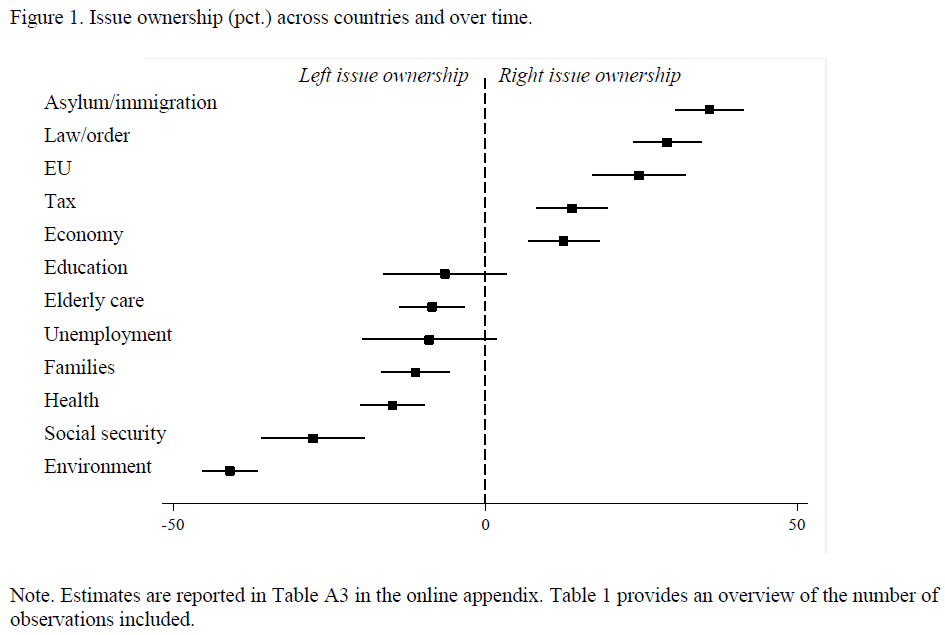 Figure 1. Issue ownership (pct.) across countries and over time.
Left issue ownership Right issue ownership
Asylum/immigration
Law/order
EU
Tax
Economy
Education
Elderly care
Unemployment
Families
Health
Social security
Environment
-50 0 50
Note. Estimates are reported in Table A3 in the online appendix. Table 1 provides an overview of the number of
observations included.